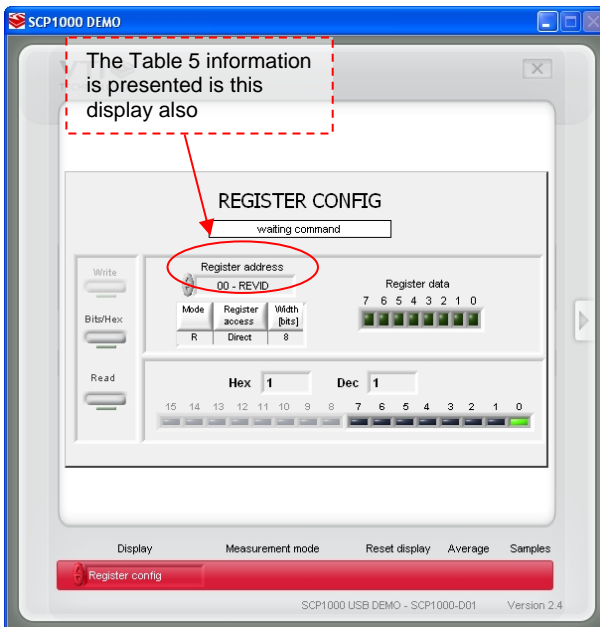 SCP1000 DEMO
The Table 5 information
is presented is this
display also
REGISTER CONFIG
waiting command
Write
Bits/Hex
Read
Register address
00 - REVID
Mode Register access Width [bits]
R Direct 8
Register data
7 6 5 4 3 2 1 0
Hex 1 Dec 1
15 14 13 12 11 10 9 8 7 6 5 4 3 2 1 0
Display Measurement mode Reset display Average Samples
Register config
SCP1000 USB DEMO - SCP1000-D01 Version 2.4